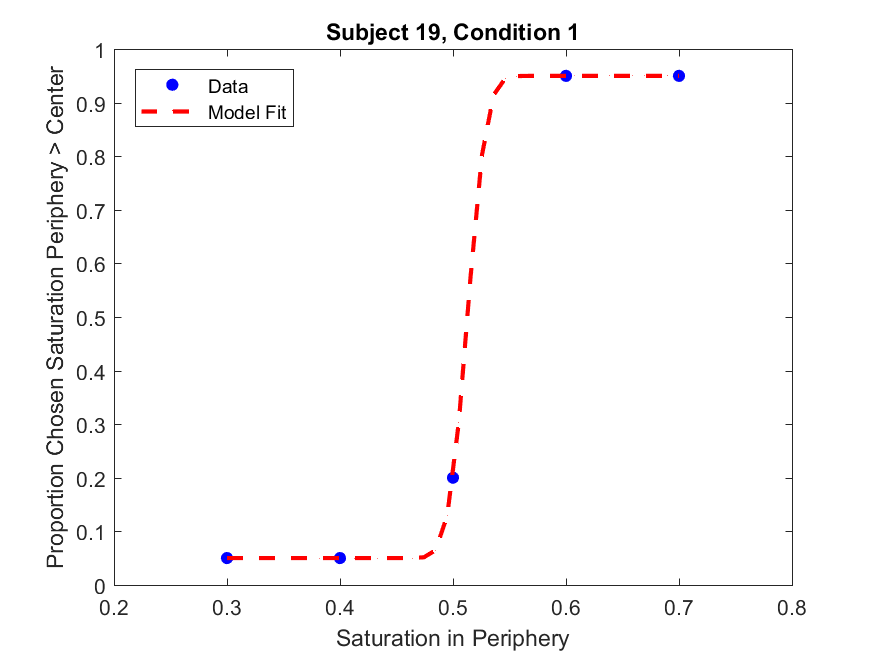 Subject 19, Condition 1
Data
Model Fit
Proportion Chosen Saturation Periphery > Center
1
0.9
0.8
0.7
0.6
0.5
0.4
0.3
0.2
0.1
0
0.2 0.3 0.4 0.5 0.6 0.7 0.8
Saturation in Periphery